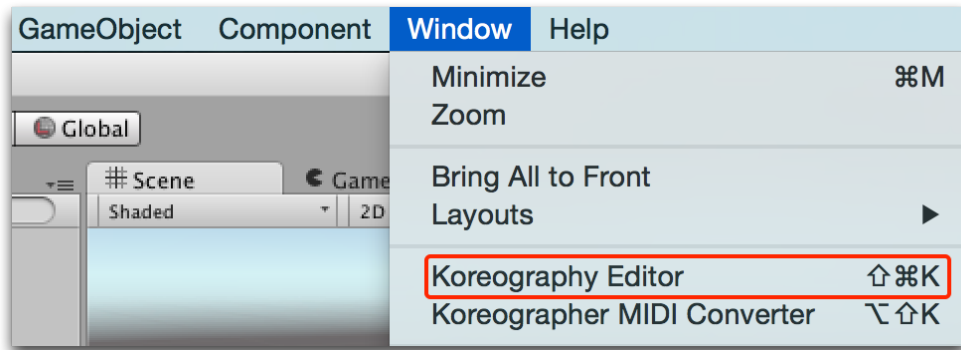 GameObject Component Window Help
Minimize ⌘M
Zoom
Global
Bring All to Front
Scene Game
Layouts ▶
Shaded 2D
Koreography Editor ⇧⌘K
Koreographer MIDI Converter ⌥⇧K